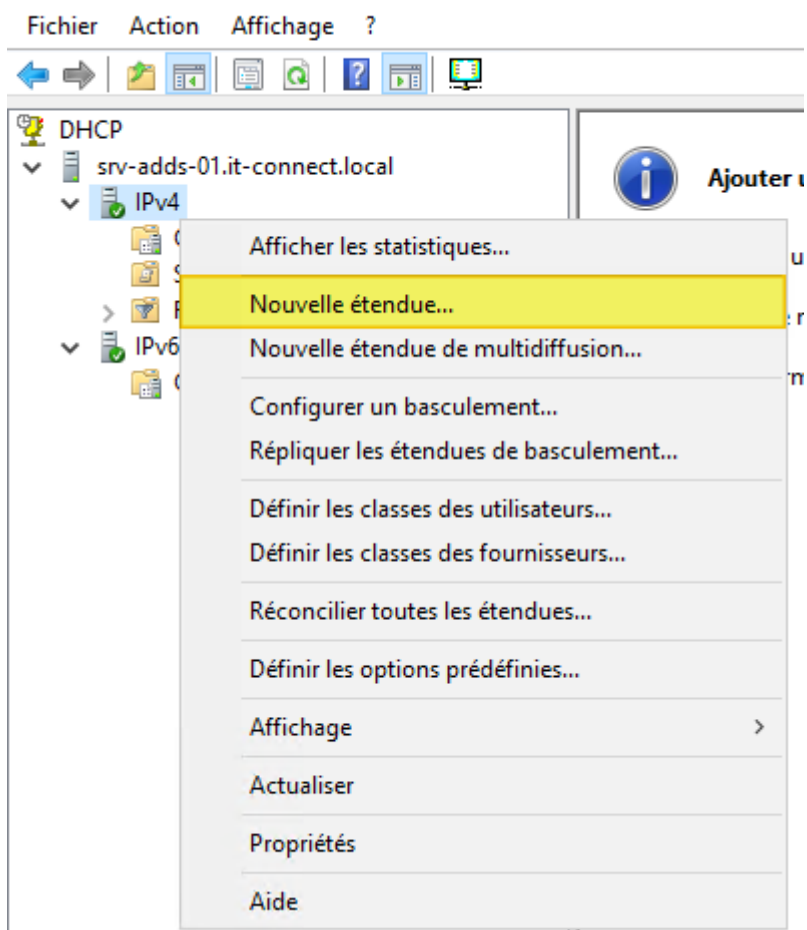 Fichier Action Affichage ?
DHCP
srv-adds-01.it-connect.local
Ajouter
IPv4
Afficher les statistiques...
Nouvelle étendue...
IPv6
Nouvelle étendue de multidiffusion...
Configurer un basculement...
Répliquer les étendues de basculement...
Définir les classes des utilisateurs...
Définir les classes des fournisseurs...
Réconcilier toutes les étendues...
Définir les options prédéfinies...
Affichage
Actualiser
Propriétés
Aide